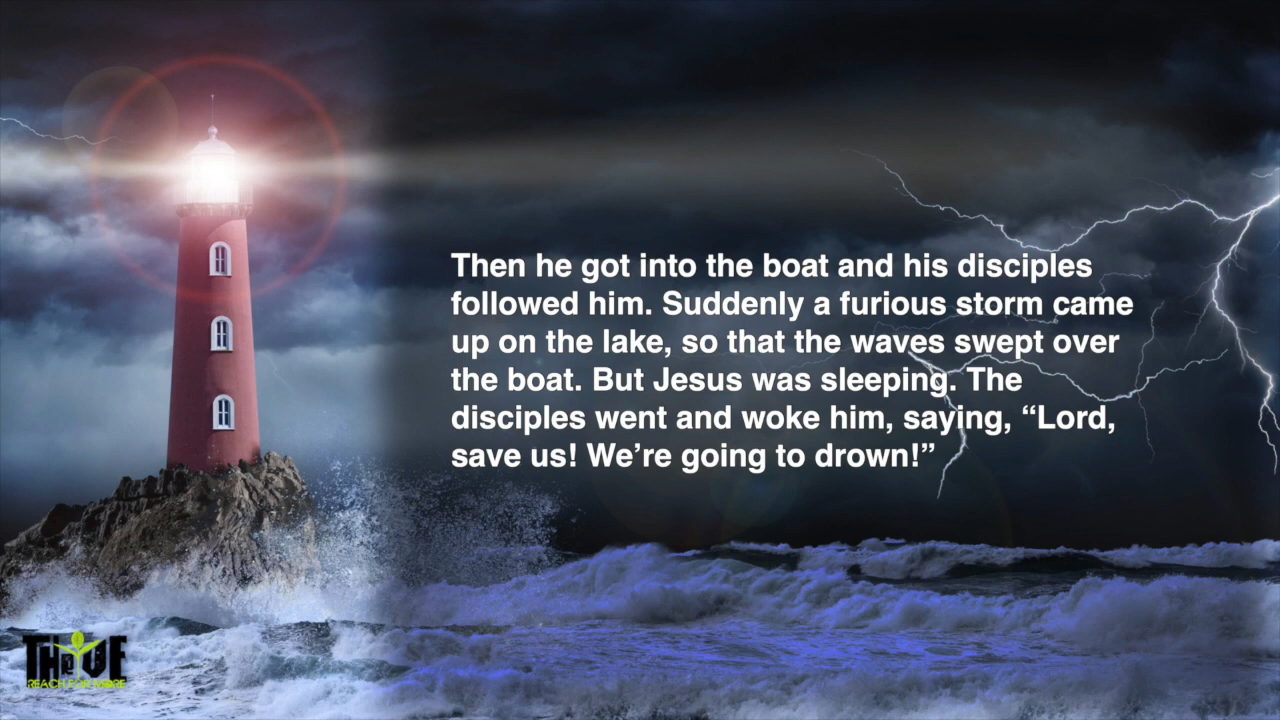 Then he got into the boat and his disciples
followed him. Suddenly a furious storm came
up on the lake, so that the waves swept over
the boat. But Jesus was sleeping. The
disciples went and woke him, saying, “Lord,
save us! We’re going to drown!”
REACH FOR MORE